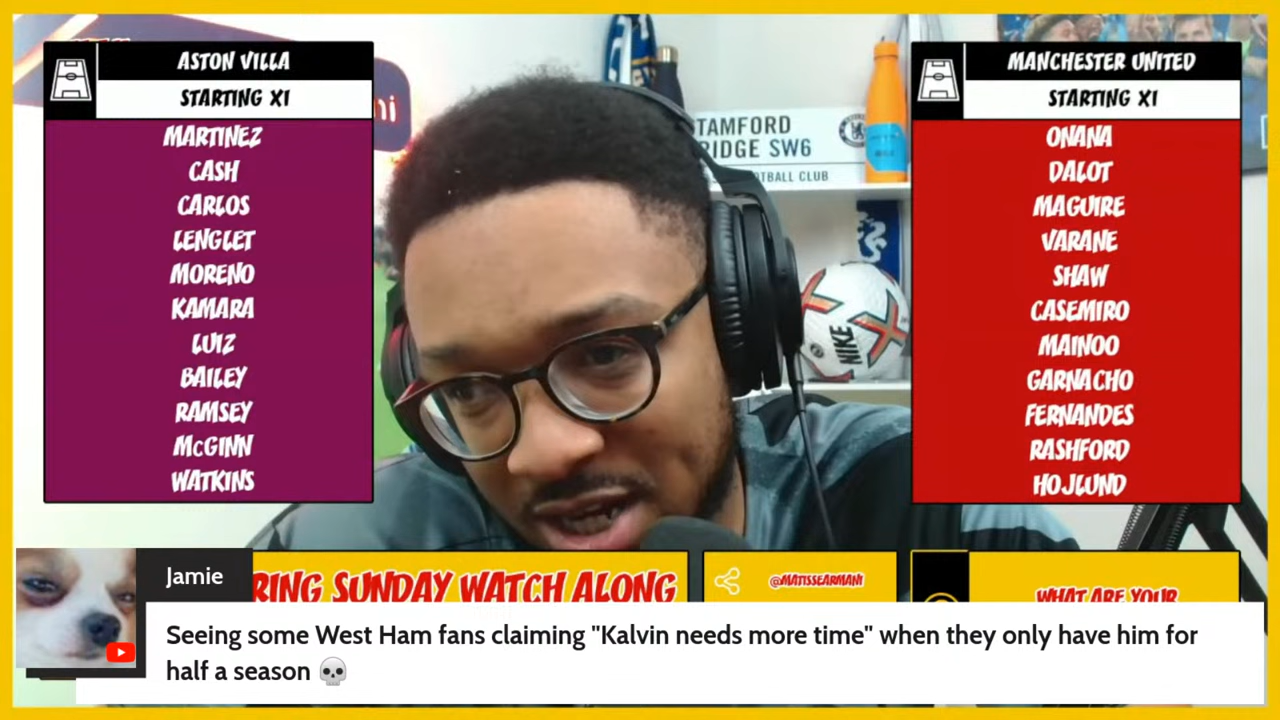 ASTON VILLA
STARTING XI
MARTINEZ
CASH
CARLOS
LENGLET
MORENO
KAMARA
LUIZ
BAILEY
RAMSEY
McGINN
WATKINS
MANCHESTER UNITED
STARTING XI
ONANA
DALOT
MAGUIRE
VARANE
SHAW
CASEMIRO
MAINOO
GARNACHO
FERNANDES
RASHFORD
HOJLUND
STAMFORD
RIDGE SW6
OTBALL CLUB
NIKE
RING SUNDAY WATCH ALONG
@MATISSEARMANI
WHAT ARE YOUR
Jamie
Seeing some West Ham fans claiming "Kalvin needs more time" when they only have him for
half a season 💀